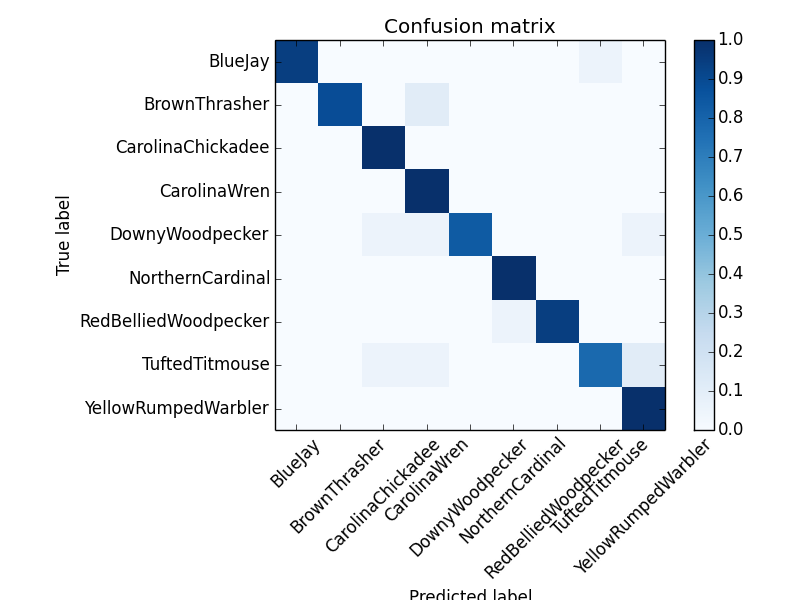 Confusion matrix
BlueJay
BrownThrasher
CarolinaChickadee
CarolinaWren
DownyWoodpecker
NorthernCardinal
RedBelliedWoodpecker
TuftedTitmouse
YellowRumpedWarbler
True label
BlueJay
BrownThrasher
CarolinaChickadee
CarolinaWren
DownyWoodpecker
NorthernCardinal
RedBelliedWoodpecker
TuftedTitmouse
YellowRumpedWarbler
Predicted label
1.0
0.9
0.8
0.7
0.6
0.5
0.4
0.3
0.2
0.1
0.0